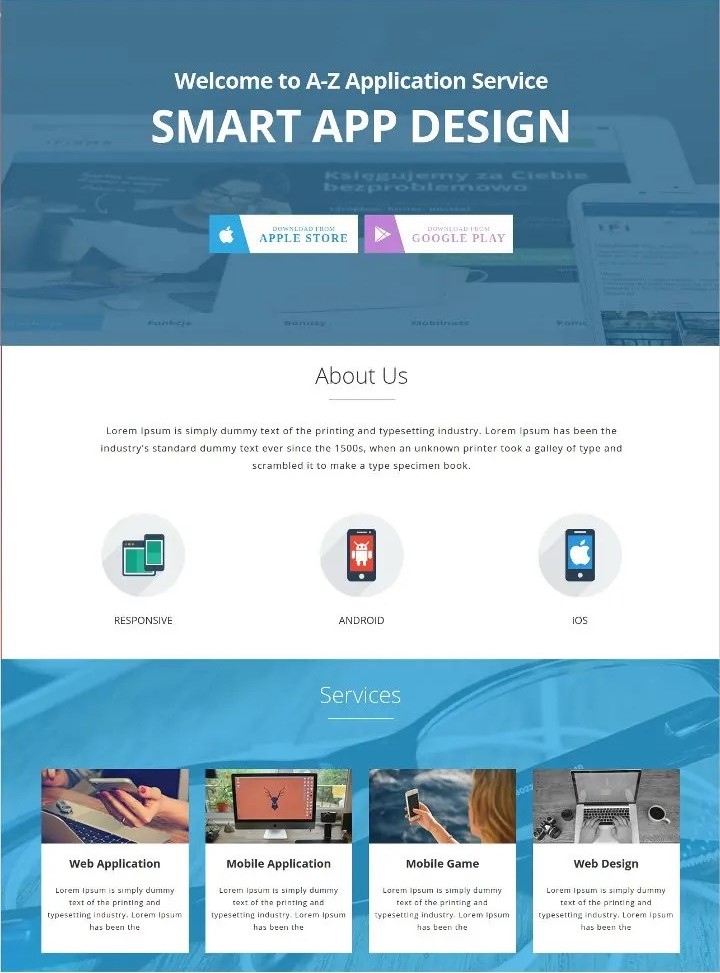 Welcome to A-Z Application Service
SMART APP DESIGN
Księgujemy za Ciebie
bezproblemowo
DOWNLOAD FROM
APPLE STORE
DOWNLOAD FROM
GOOGLE PLAY
Funkcje
Bonusy
Mobilnatx
About Us
Lorem Ipsum is simply dummy text of the printing and typesetting industry. Lorem Ipsum has been the
industry's standard dummy text ever since the 1500s, when an unknown printer took a galley of type and
scrambled it to make a type specimen book.
RESPONSIVE
ANDROID
iOS
Services
Web Application
Lorem Ipsum is simply dummy
text of the printing and
typesetting industry. Lorem Ipsum
has been the
Mobile Application
Lorem Ipsum is simply dummy
text of the printing and
typesetting industry. Lorem Ipsum
has been the
Mobile Game
Lorem Ipsum is simply dummy
text of the printing and
typesetting industry. Lorem Ipsum
has been the
Web Design
Lorem Ipsum is simply dummy
text of the printing and
typesetting industry. Lorem Ipsum
has been the